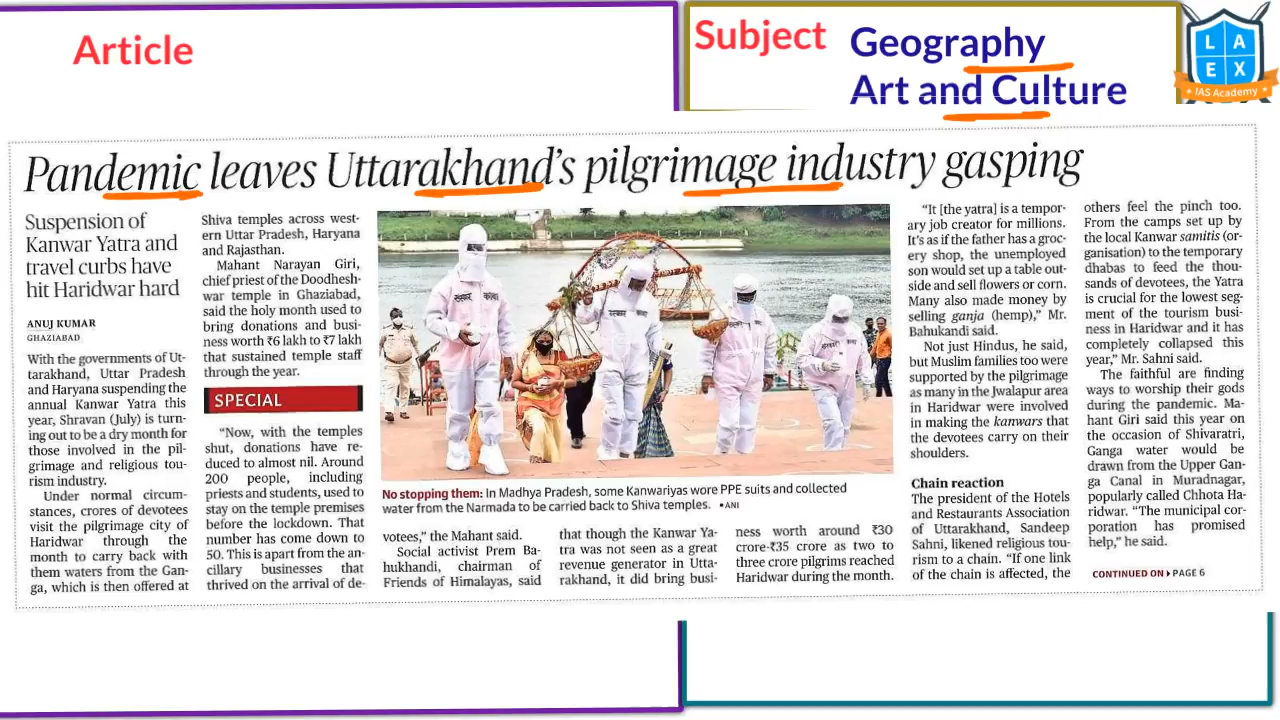 Article
Subject
Geography
Art and Culture
L A
E X
IAS Academy
Pandemic leaves Uttarakhand's pilgrimage industry gasping
Suspension of
Kanwar Yatra and
travel curbs have
hit Haridwar hard
ANUJ KUMAR
GHAZIABAD
With the governments of Ut-
tarakhand, Uttar Pradesh
and Haryana suspending the
annual Kanwar Yatra this
year, Shravan (July) is turn-
ing out to be a dry month for
those involved in the pil-
grimage and religious tou-
rism industry.
Under normal circum-
stances, crores of devotees
visit the pilgrimage city of
Haridwar through the
month to carry back with
them waters from the Gan-
ga, which is then offered at
Shiva temples across west-
ern Uttar Pradesh, Haryana
and Rajasthan.
Mahant Narayan Giri,
chief priest of the Doodhesh-
war temple in Ghaziabad,
said the holy month used to
bring donations and busi-
ness worth ₹6 lakh to ₹7 lakh
that sustained temple staff
through the year.
SPECIAL
"Now, with the temples
shut, donations have re-
duced to almost nil. Around
200 people, including
priests and students, used to
stay on the temple premises
before the lockdown. That
number has come down to
50. This is apart from the an-
cillary businesses that
thrived on the arrival of de-
No stopping them: In Madhya Pradesh, some Kanwariyas wore PPE suits and collected
water from the Narmada to be carried back to Shiva temples. • ANI
votees," the Mahant said.
Social activist Prem Ba-
hukhandi, chairman of
Friends of Himalayas, said
that though the Kanwar Ya-
tra was not seen as a great
revenue generator in Utta-
rakhand, it did bring busi-
ness worth around ₹30
crore-₹35 crore as two to
three crore pilgrims reached
Haridwar during the month.
"It [the yatra] is a tempor-
ary job creator for millions.
It's as if the father has a groc-
ery shop, the unemployed
son would set up a table out-
side and sell flowers or corn.
Many also made money by
selling ganja (hemp)," Mr.
Bahukandi said.
Not just Hindus, he said,
but Muslim families too were
supported by the pilgrimage
as many in the Jwalapur area
in Haridwar were involved
in making the kanwars that
the devotees carry on their
shoulders.
Chain reaction
The president of the Hotels
and Restaurants Association
of Uttarakhand, Sandeep
Sahni, likened religious tou-
rism to a chain. "If one link
of the chain is affected, the
others feel the pinch too.
From the camps set up by
the local Kanwar samitis (or-
ganisation) to the temporary
dhabas to feed the thou-
sands of devotees, the Yatra
is crucial for the lowest seg-
ment of the tourism busi-
ness in Haridwar and it has
completely collapsed this
year," Mr. Sahni said.
The faithful are finding
ways to worship their gods
during the pandemic. Ma-
hant Giri said this year on
the occasion of Shivaratri,
Ganga water would be
drawn from the Upper Gan-
ga Canal in Muradnagar,
popularly called Chhota Ha-
ridwar. "The municipal cor-
poration has promised
help," he said.
CONTINUED ON PAGE 6